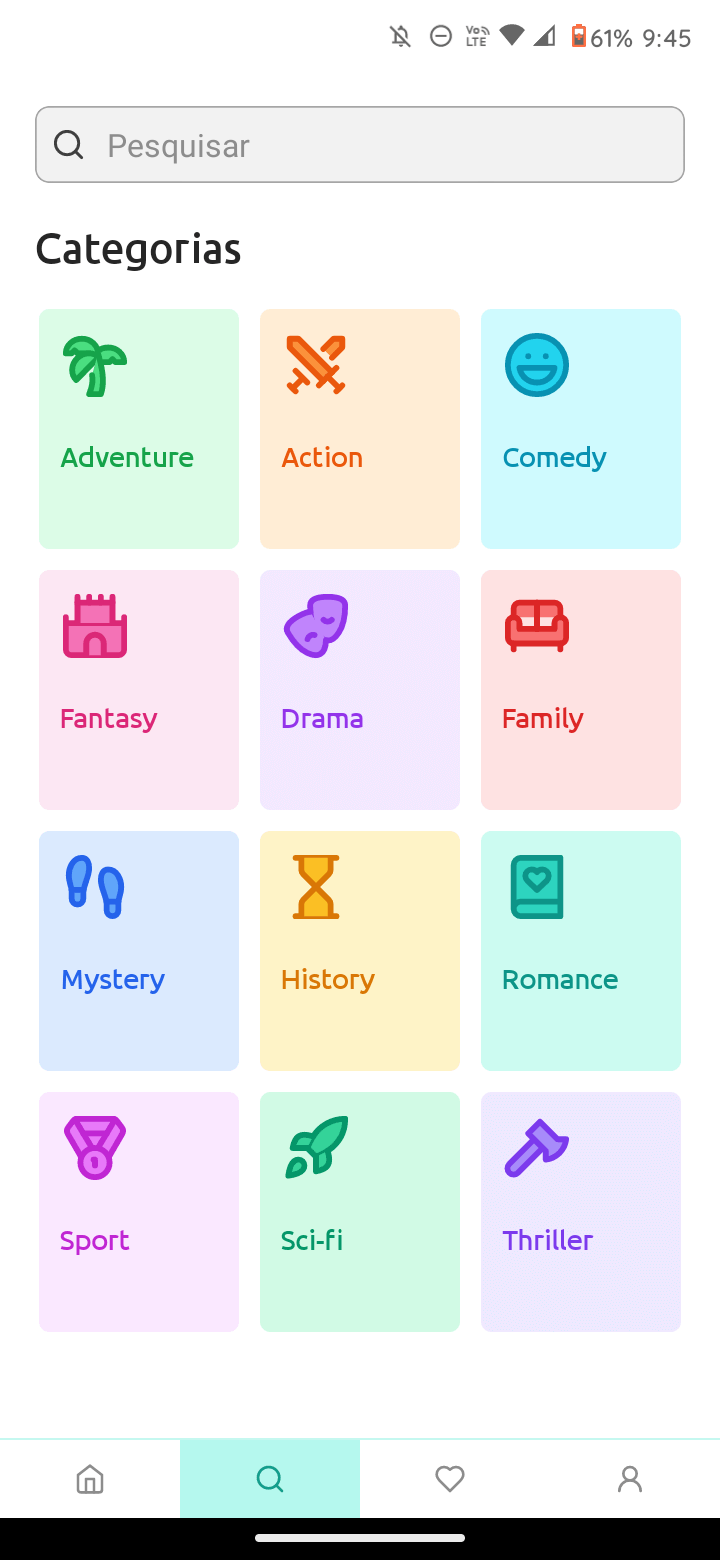 Vo LTE 61% 9:45
Pesquisar
Categorias
Adventure Action Comedy
Fantasy Drama Family
Mystery History Romance
Sport Sci-fi Thriller